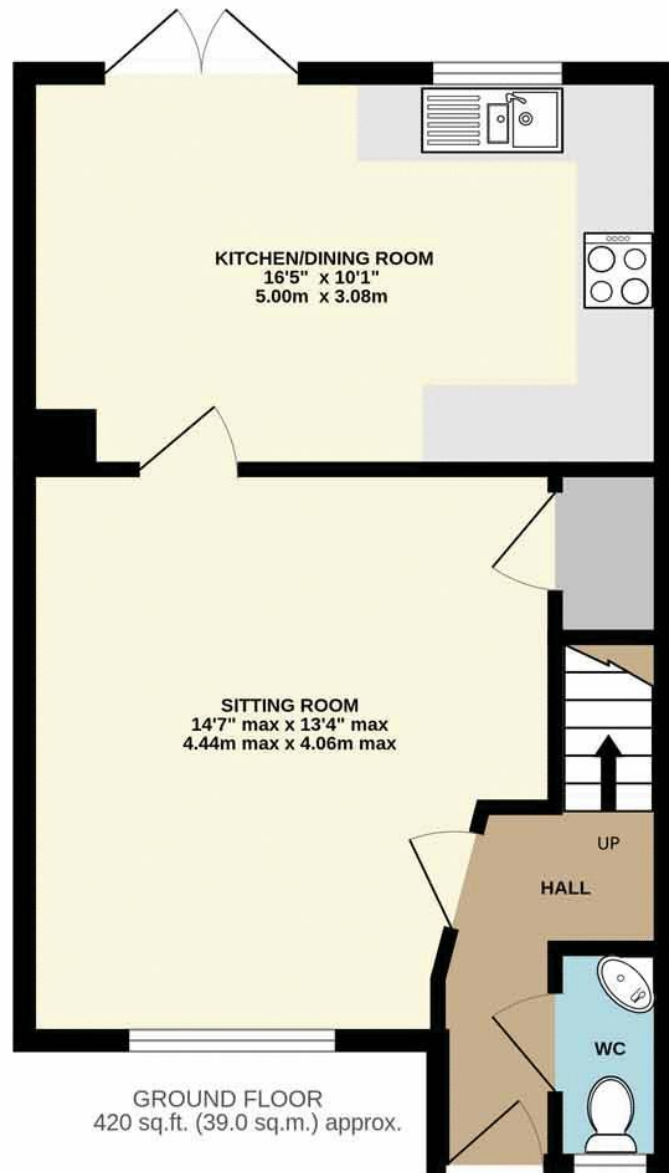 KITCHEN/DINING ROOM
16'5" x 10'1"
5.00m x 3.08m
SITTING ROOM
14'7" max x 13'4" max
4.44m max x 4.06m max
UP
HALL
WC
GROUND FLOOR
420 sq.ft. (39.0 sq.m.) approx.